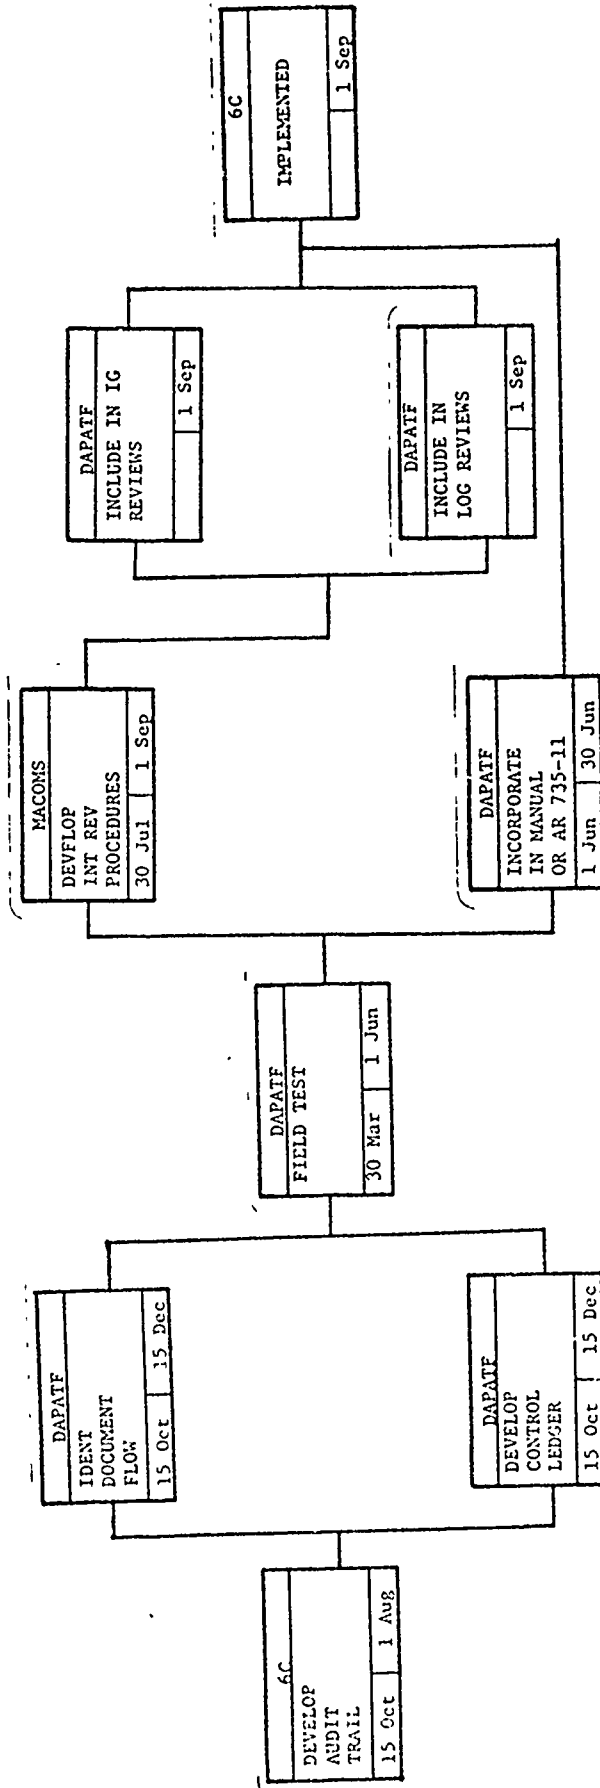 6C
DEVELOP
AUDIT
TRAIL
15 Oct 1 Aug
DAPATF
IDENT
DOCUMENT
FLOW
15 Oct 15 Dec
DAPATF
DEVELOP
CONTROL
LEDGER
15 Oct 15 Dec
DAPATF
FIELD TEST
30 Mar 1 Jun
MACOMS
DEVFLOP
INT REV
PROCEDURES
30 Jul 1 Sep
DAPATF
INCORPORATE
IN MANUAL
OR AR 735-11
1 Jun 30 Jun
DAPATF
INCLUDE IN IG
REVIEWS
1 Sep
DAPATF
INCLUDE IN
LOG REVIEWS
1 Sep
6C
IMPLEMENTED
1 Sep